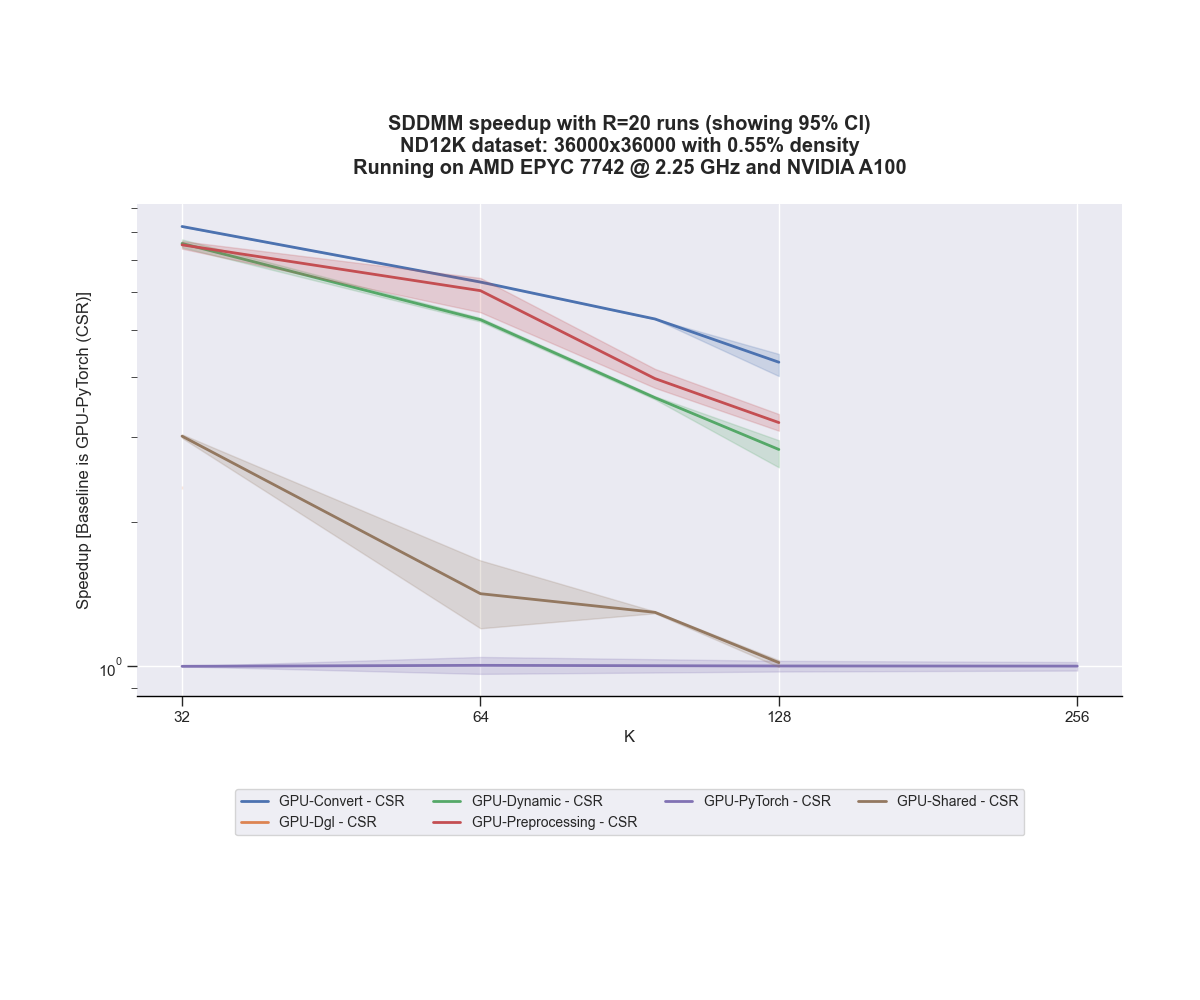 SDDMM speedup with R=20 runs (showing 95% CI)
ND12K dataset: 36000x36000 with 0.55% density
Running on AMD EPYC 7742 @ 2.25 GHz and NVIDIA A100
Speedup [Baseline is GPU-PyTorch (CSR)]
10^0
32 64 128 256
K
GPU-Convert - CSR GPU-Dynamic - CSR GPU-PyTorch - CSR GPU-Shared - CSR
GPU-Dgl - CSR GPU-Preprocessing - CSR